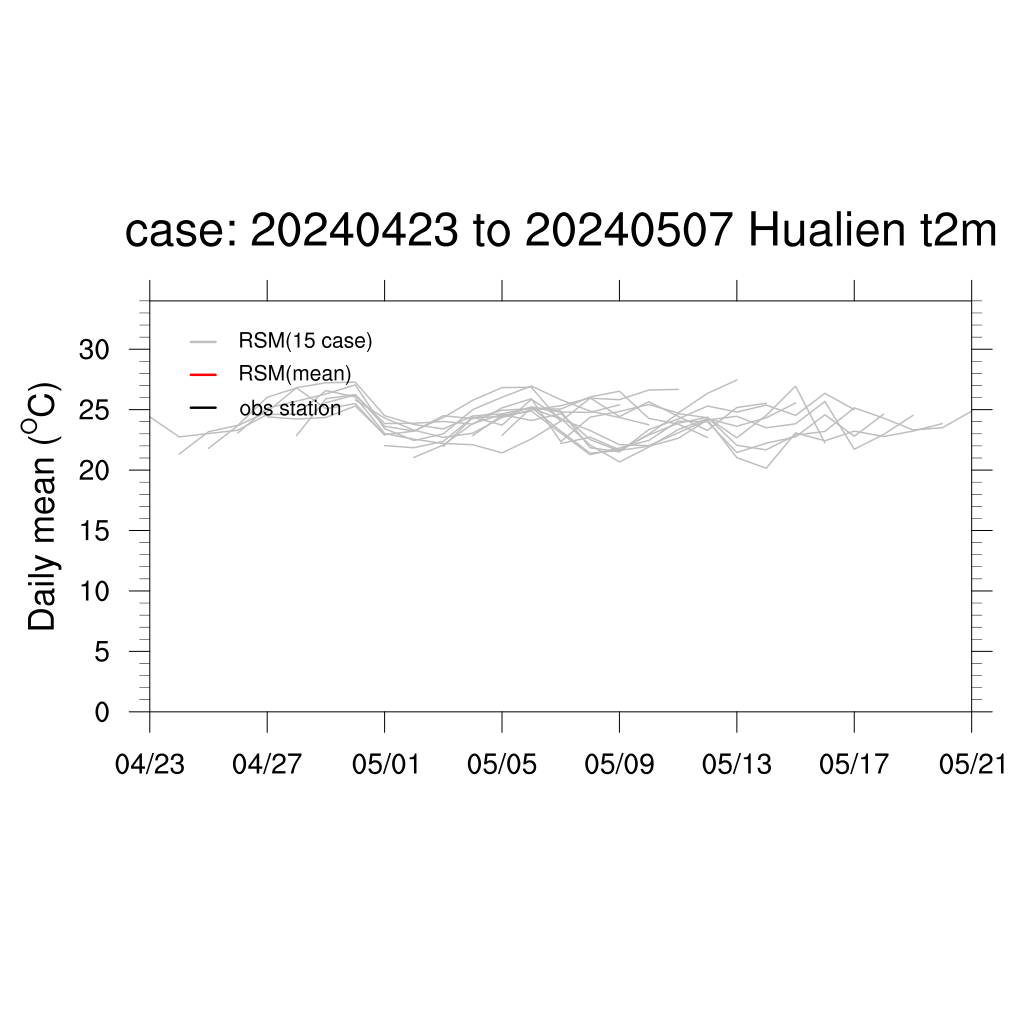 case: 20240423 to 20240507 Hualien t2m
RSM(15 case)
RSM(mean)
obs station
Daily mean (°C)
30
25
20
15
10
5
0
04/23 04/27 05/01 05/05 05/09 05/13 05/17 05/21